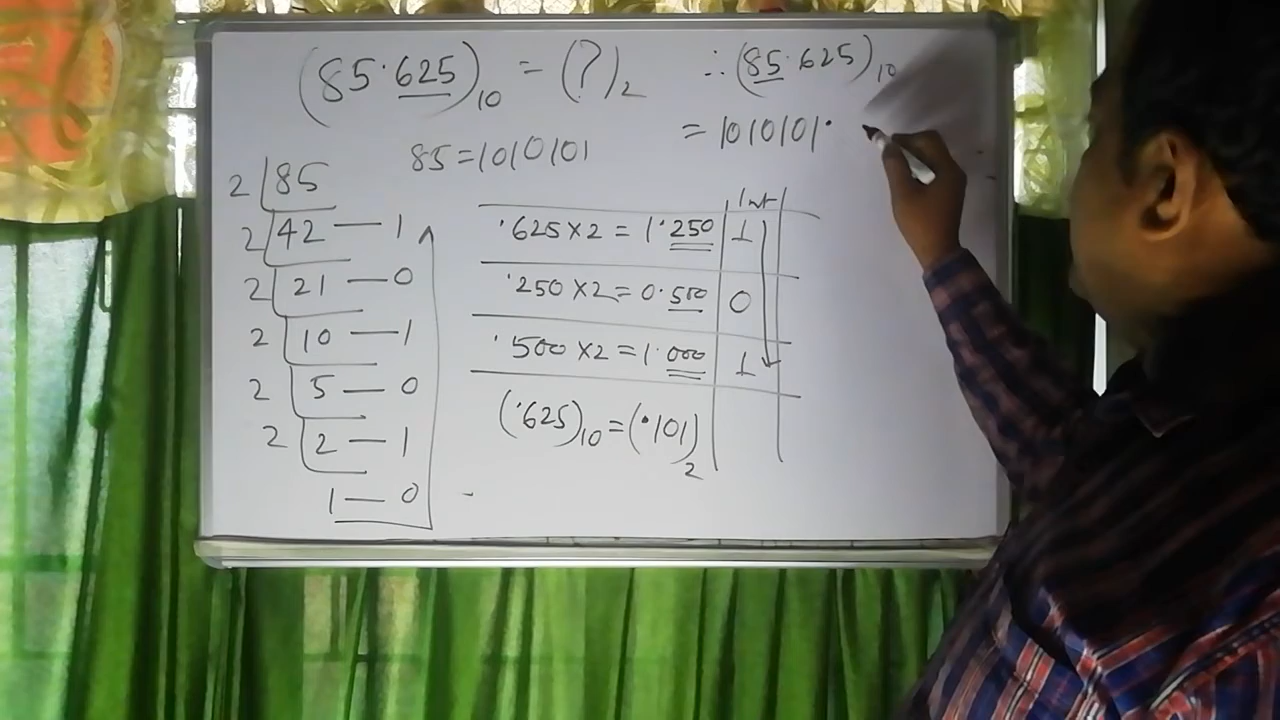 (85.625)10 = (?)2
∴ (85.625)10
= 1010101.
85 = 1010101
2 85
2 42 — 1
2 21 — 0
2 10 — 1
2 5 — 0
2 2 — 1
1 — 0
Int
.625 x 2 = 1.250 1
.250 x 2 = 0.500 0
.500 x 2 = 1.000 1
(.625)10 = (.101)2